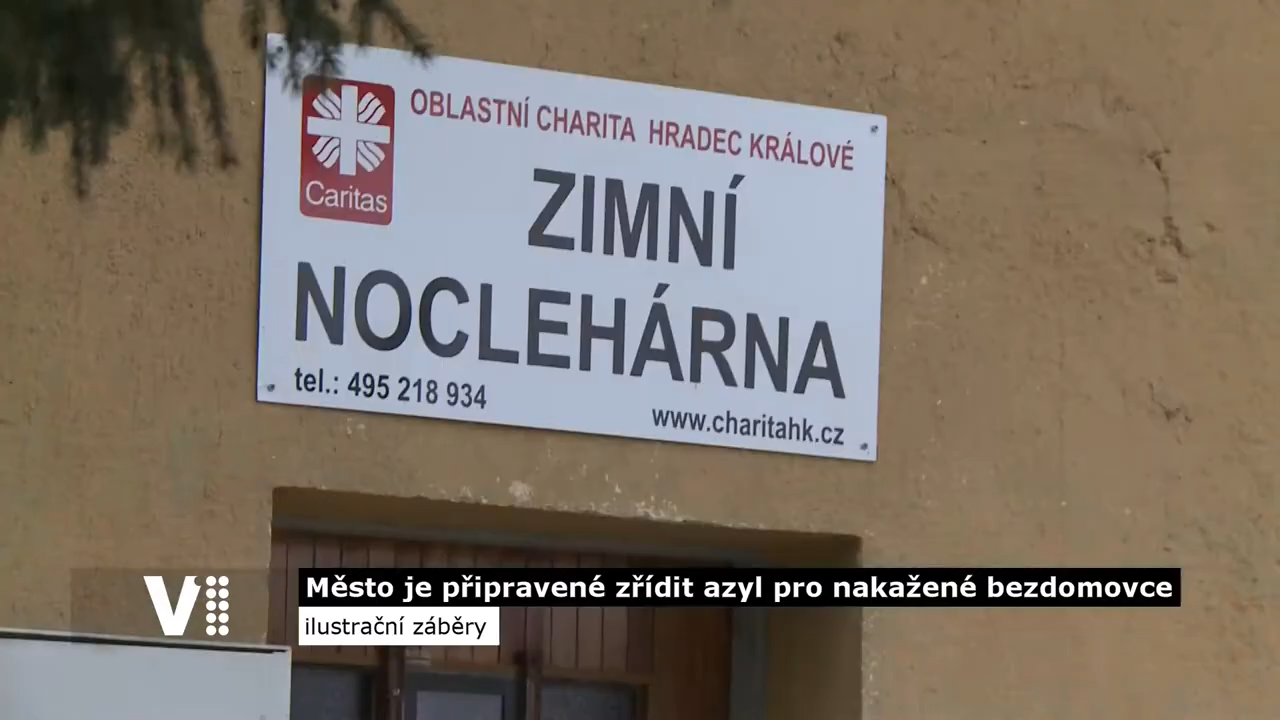 OBLASTNÍ CHARITA HRADEC KRÁLOVÉ
Caritas
ZIMNÍ
NOCLEHÁRNA
tel.: 495 218 934
www.charitahk.cz
V
Město je připravené zřídit azyl pro nakažené bezdomovce
ilustrační záběry